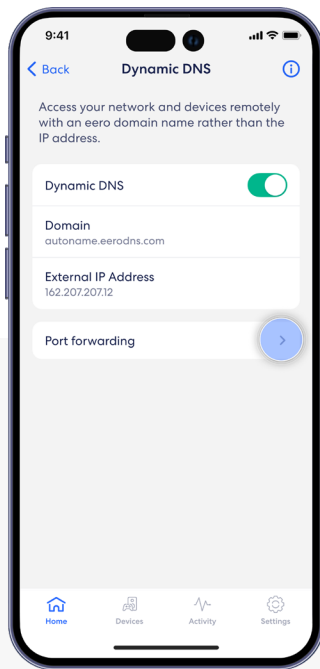 9:41
Back
Dynamic DNS
Access your network and devices remotely
with an eero domain name rather than the
IP address.
Dynamic DNS
Domain
autoname.eerodns.com
External IP Address
162.207.207.12
Port forwarding
Home
Devices
Activity
Settings